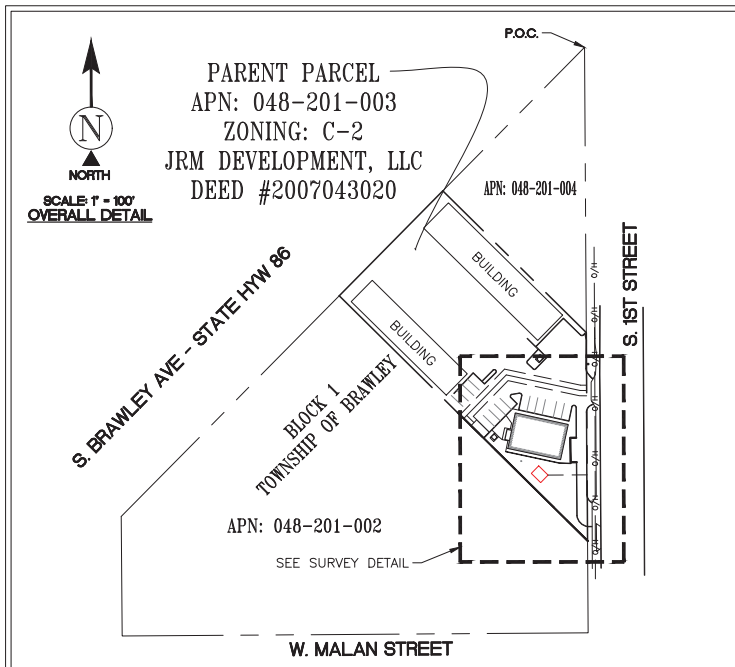 P.O.C.
PARENT PARCEL
APN: 048-201-003
ZONING: C-2
JRM DEVELOPMENT, LLC
DEED #2007043020
N
NORTH
SCALE: 1" = 100'
OVERALL DETAIL
APN: 048-201-004
S. BRAWLEY AVE - STATE HYW 86
BUILDING
BUILDING
S. 1ST STREET
O/H
O/H
O/H
O/H
O/H
O/H
O/H
BLOCK 1
TOWNSHIP OF BRAWLEY
APN: 048-201-002
SEE SURVEY DETAIL
W. MALAN STREET